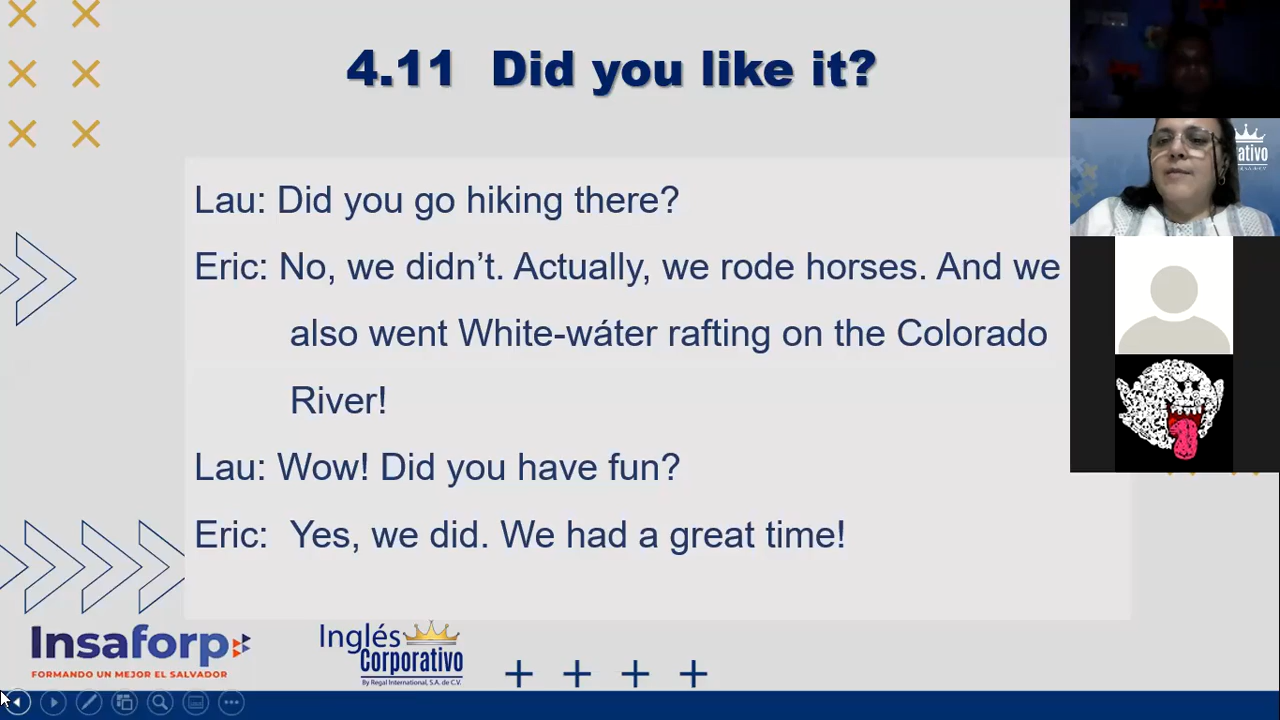 4.11 Did you like it?
Lau: Did you go hiking there?
Eric: No, we didn’t. Actually, we rode horses. And we
also went White-wáter rafting on the Colorado
River!
Lau: Wow! Did you have fun?
Eric: Yes, we did. We had a great time!
Insaforp
FORMANDO UN MEJOR EL SALVADOR
Inglés
Corporativo
By Regal International, S.A. de C.V.
ativo